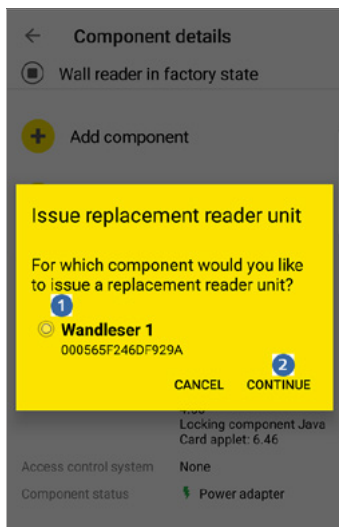 Component details
Wall reader in factory state
Add component
Issue replacement reader unit
For which component would you like
to issue a replacement reader unit?
1
Wandleser 1
000565F246DF929A
2
CANCEL CONTINUE
Locking component Java
Card applet: 6.46
Access control system None
Component status Power adapter